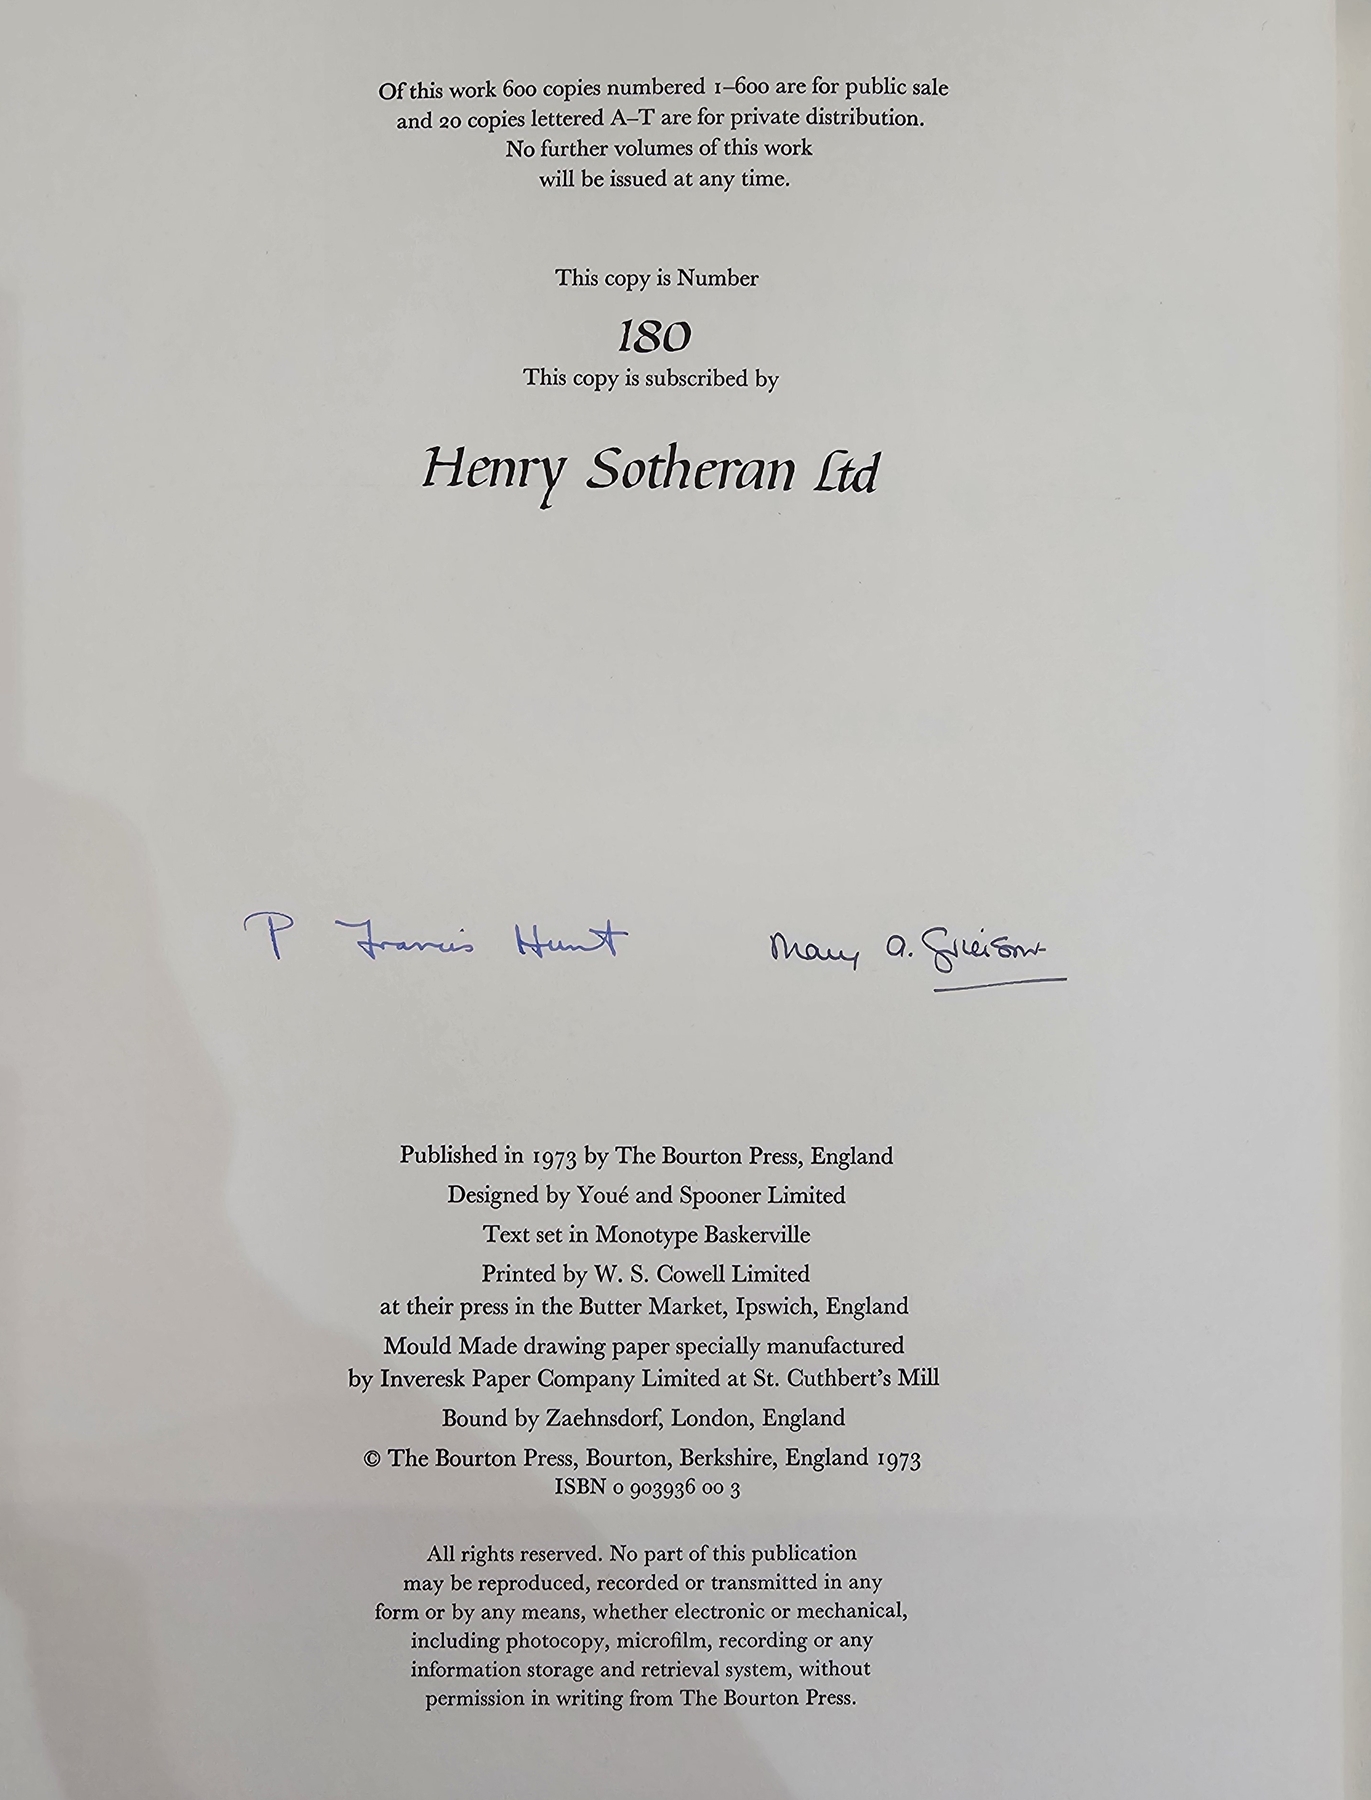 Of this work 600 copies numbered 1–600 are for public sale
and 20 copies lettered A–T are for private distribution.
No further volumes of this work
will be issued at any time.
This copy is Number
180
This copy is subscribed by
Henry Sotheran Ltd
P Francis Hunt Mary A. Grierson
Published in 1973 by The Bourton Press, England
Designed by Youé and Spooner Limited
Text set in Monotype Baskerville
Printed by W. S. Cowell Limited
at their press in the Butter Market, Ipswich, England
Mould Made drawing paper specially manufactured
by Inveresk Paper Company Limited at St. Cuthbert's Mill
Bound by Zaehnsdorf, London, England
© The Bourton Press, Bourton, Berkshire, England 1973
ISBN 0 903936 00 3
All rights reserved. No part of this publication
may be reproduced, recorded or transmitted in any
form or by any means, whether electronic or mechanical,
including photocopy, microfilm, recording or any
information storage and retrieval system, without
permission in writing from The Bourton Press.